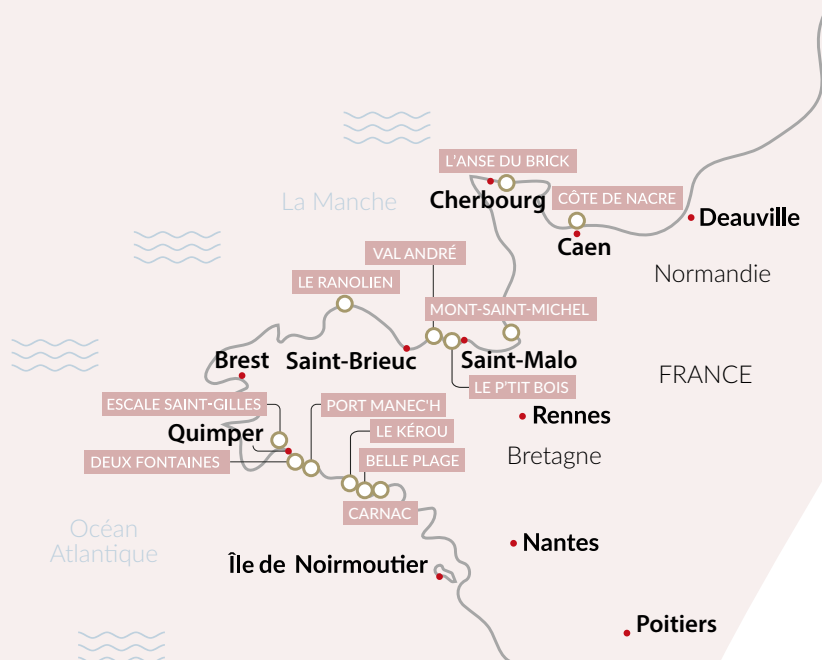 L'ANSE DU BRICK
La Manche
Cherbourg
CÔTE DE NACRE
Deauville
Caen
VAL ANDRÉ
Normandie
LE RANOLIEN
MONT-SAINT-MICHEL
Brest
Saint-Brieuc
Saint-Malo
FRANCE
LE P'TIT BOIS
ESCALE SAINT-GILLES
PORT MANEC'H
Rennes
Quimper
LE KÉROU
DEUX FONTAINES
BELLE PLAGE
Bretagne
CARNAC
Océan
Atlantique
Nantes
Île de Noirmoutier
Poitiers